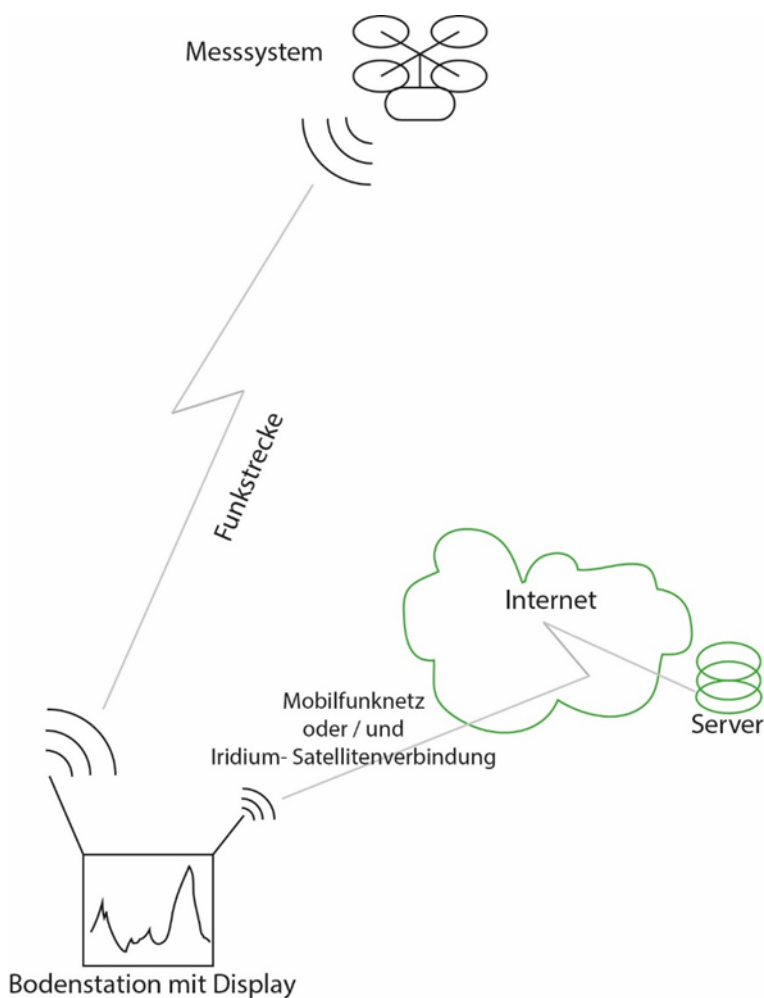 Messsystem
Funkstrecke
Internet
Mobilfunknetz
oder / und
Iridium- Satellitenverbindung
Server
Bodenstation mit Display